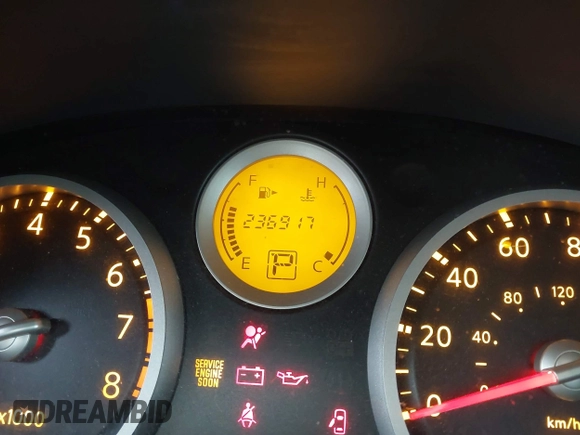 F H
236917
E P C
4 5 6 7 8
x1000
SERVICE
ENGINE
SOON
0 20 40 60 80
40 80 120
km/h
DREAMBID